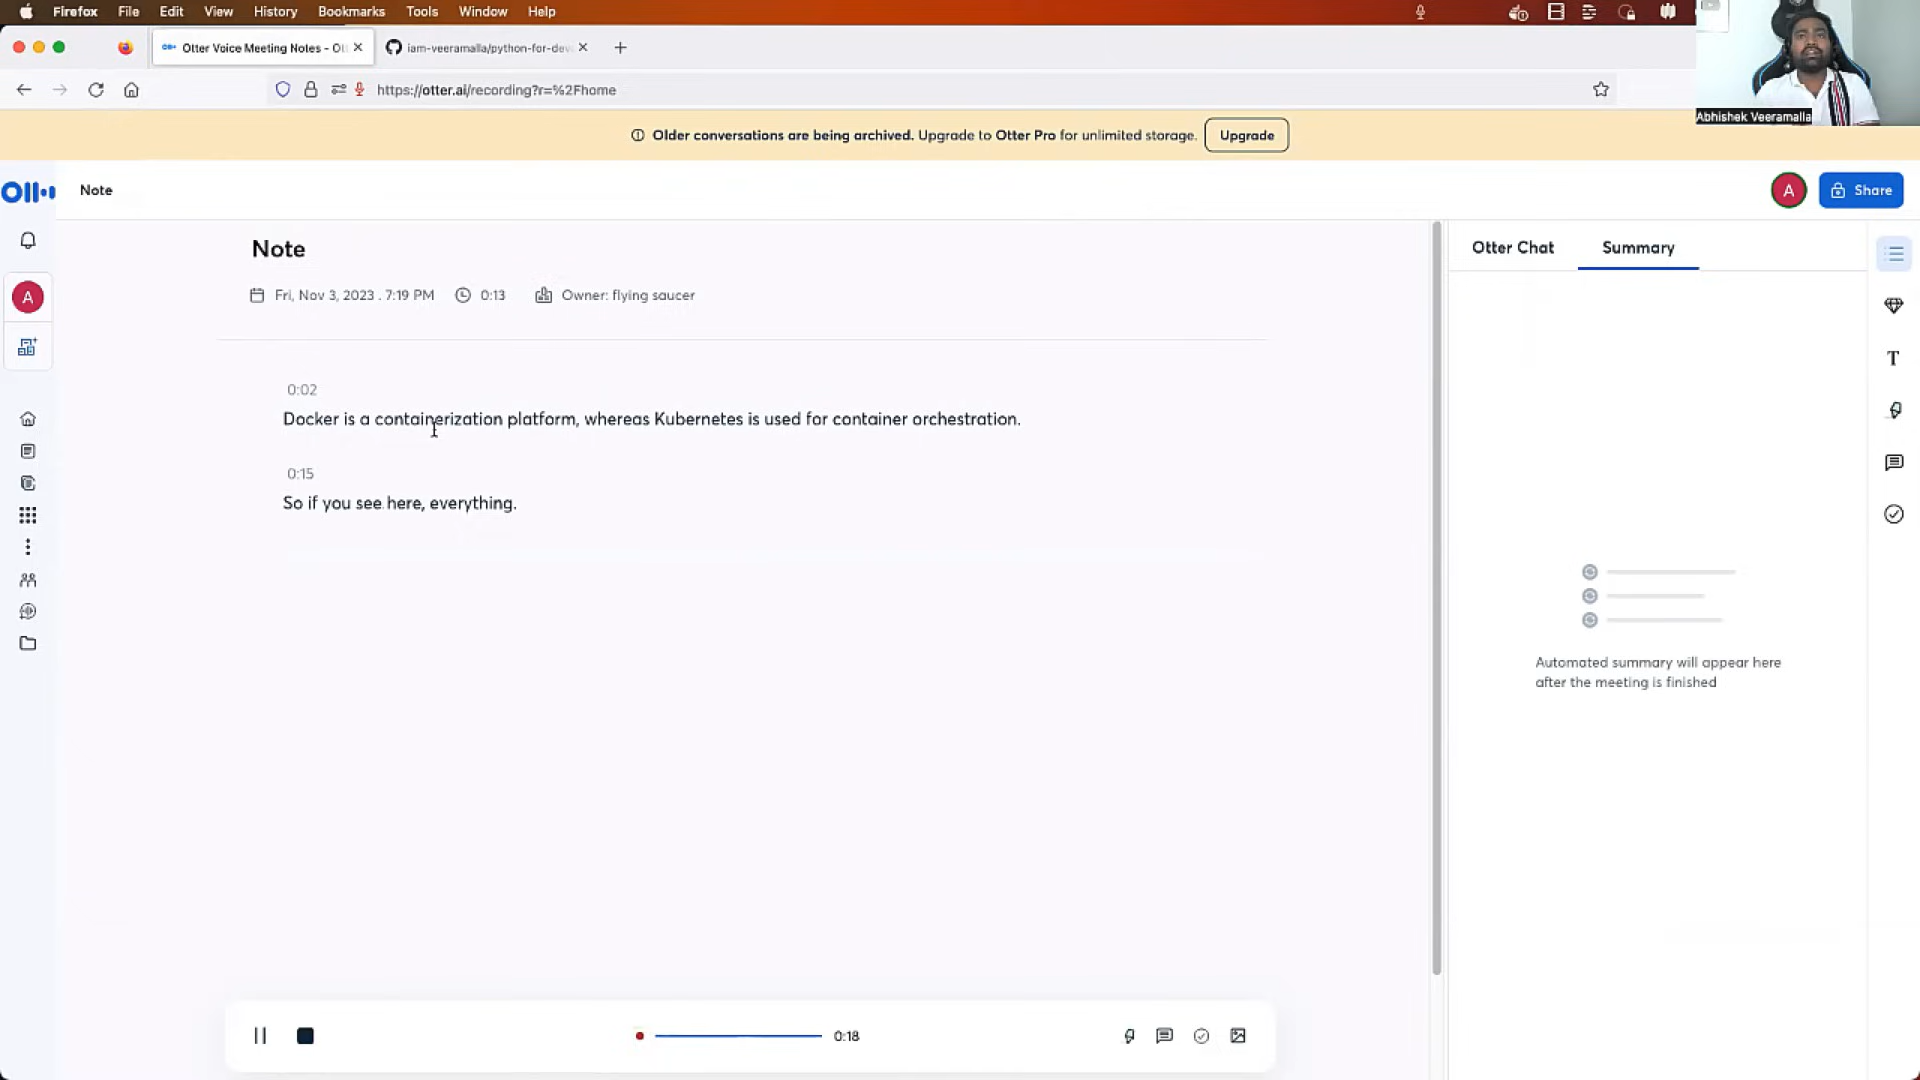 Firefox File Edit View History Bookmarks Tools Window Help
Otter Voice Meeting Notes - Ot
iam-veeramalla/python-for-dev
https://otter.ai/recording?r=%2Fhome
Abhishek Veeramalla
Older conversations are being archived. Upgrade to Otter Pro for unlimited storage. Upgrade
Note
A Share
Note
Otter Chat Summary
A
Fri, Nov 3, 2023 . 7:19 PM 0:13 Owner: flying saucer
T
0:02
Docker is a containerization platform, whereas Kubernetes is used for container orchestration.
0:15
So if you see here, everything.
Automated summary will appear here
after the meeting is finished
0:18